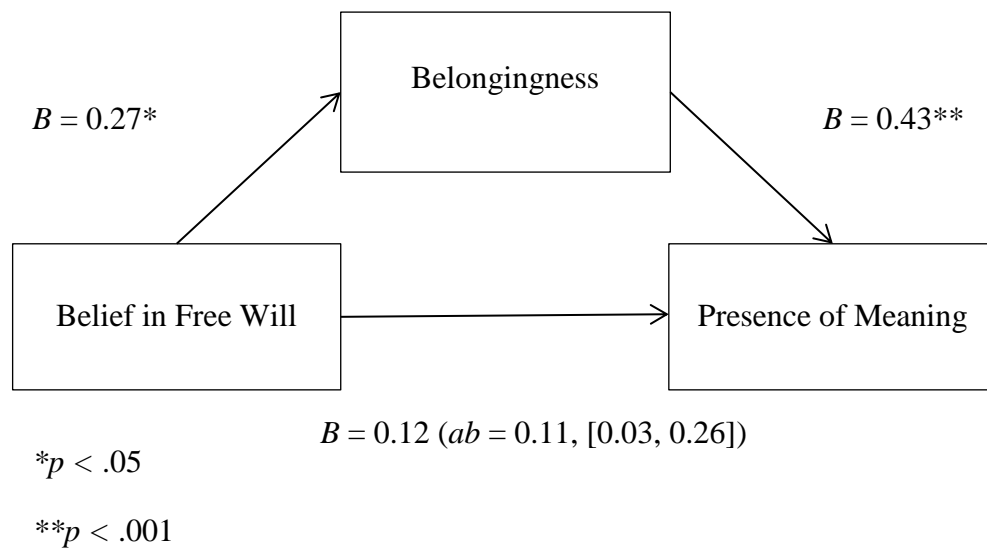 Belongingness
B = 0.27*
B = 0.43**
Belief in Free Will
Presence of Meaning
B = 0.12 (ab = 0.11, [0.03, 0.26])
*p < .05
**p < .001